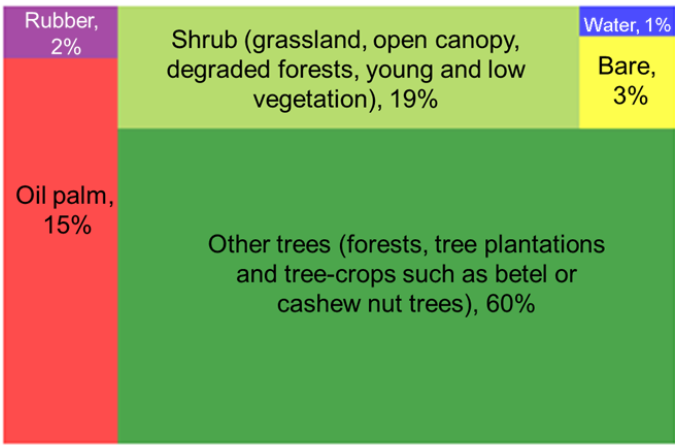 Rubber,
2%
Shrub (grassland, open canopy,
degraded forests, young and low
vegetation), 19%
Water, 1%
Bare,
3%
Oil palm,
15%
Other trees (forests, tree plantations
and tree-crops such as betel or
cashew nut trees), 60%